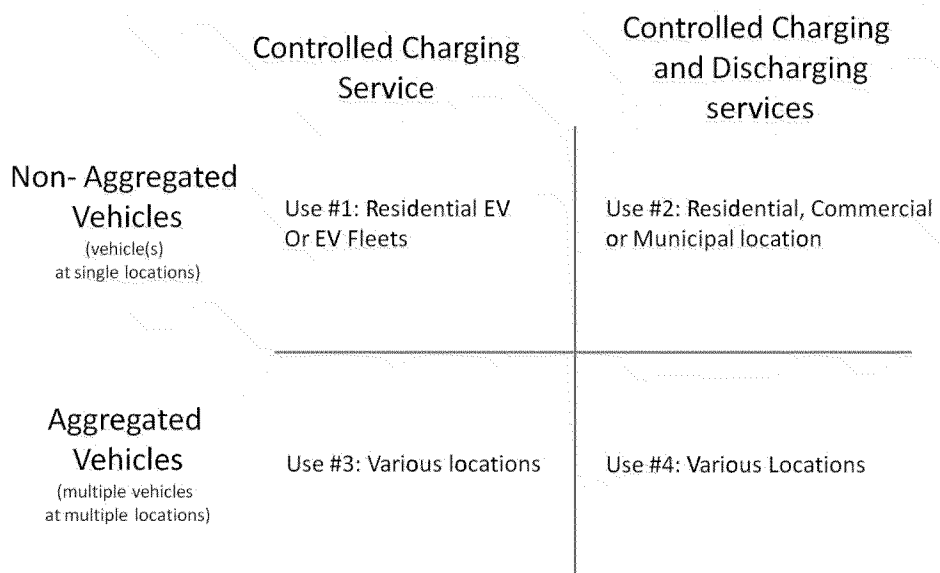 Controlled Charging
Service
Controlled Charging
and Discharging
services
Non- Aggregated
Vehicles
(vehicle(s)
at single locations)
Use #1: Residential EV
Or EV Fleets
Use #2: Residential, Commercial
or Municipal location
Aggregated
Vehicles
(multiple vehicles
at multiple locations)
Use #3: Various locations
Use #4: Various Locations